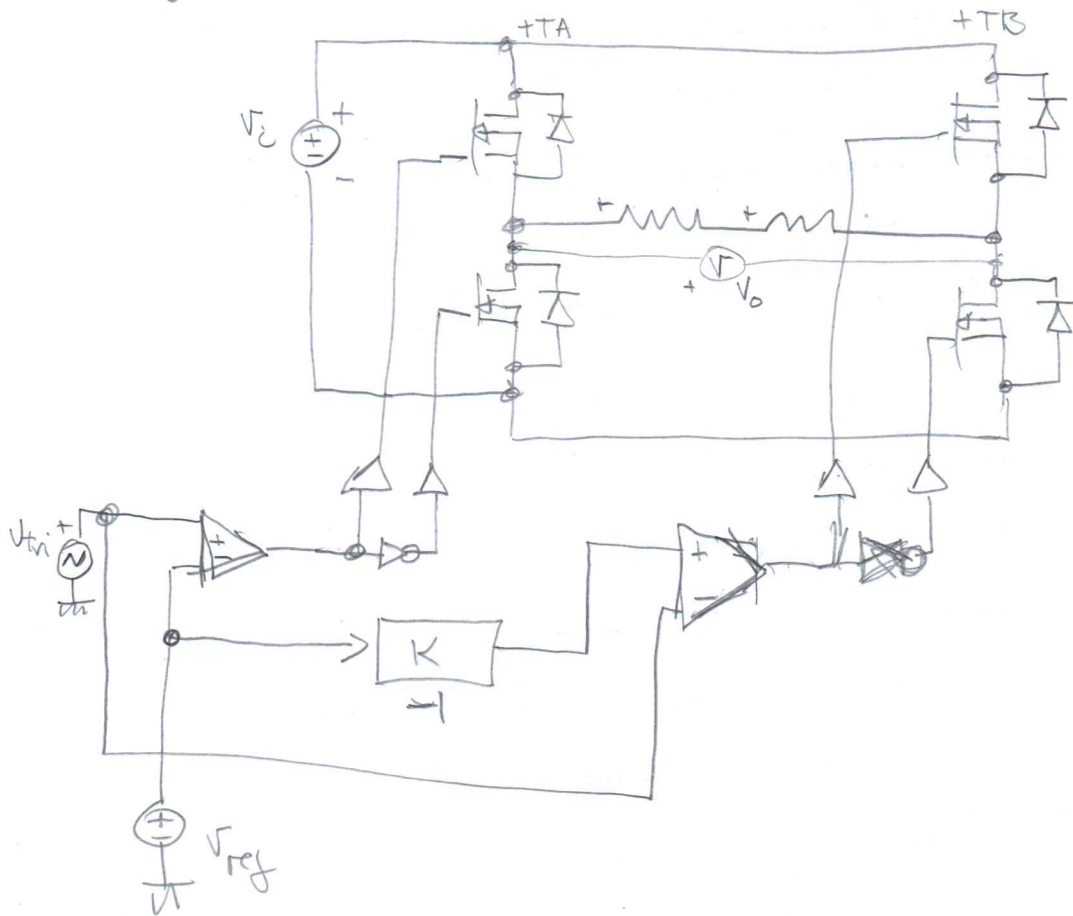 +TA
+TB
Vi
+
+
-
-
+
+
V
+
Vo
Vtri
+
+
-
+
-
K
-1
+
-
Vref